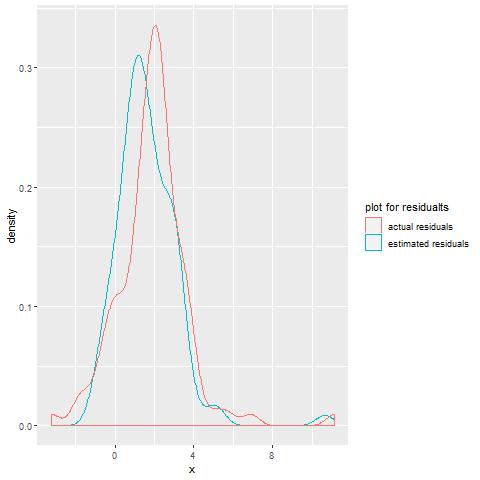 0.3
0.2
0.1
0.0
density
0
4
8
x
plot for residualts
actual residuals
estimated residuals